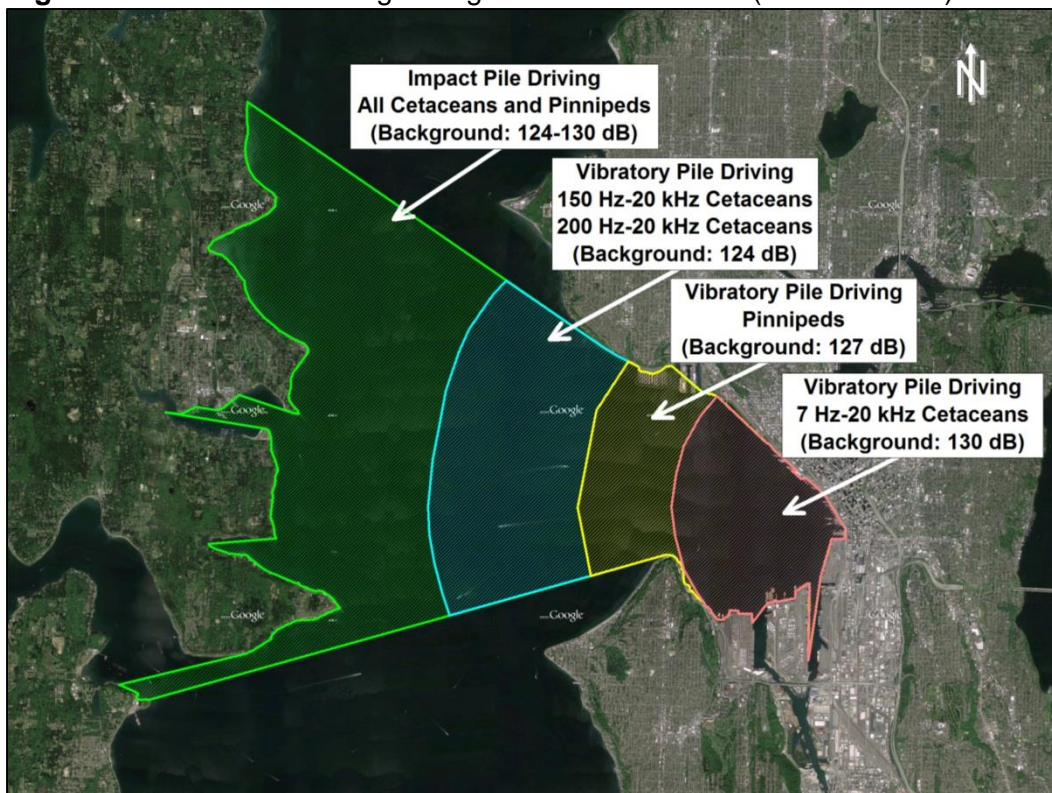 N
Impact Pile Driving
All Cetaceans and Pinnipeds
(Background: 124-130 dB)
Vibratory Pile Driving
150 Hz-20 kHz Cetaceans
200 Hz-20 kHz Cetaceans
(Background: 124 dB)
Google
Google
Vibratory Pile Driving
Pinnipeds
(Background: 127 dB)
Vibratory Pile Driving
7 Hz-20 kHz Cetaceans
(Background: 130 dB)
Google
Google
Google
Google
Google